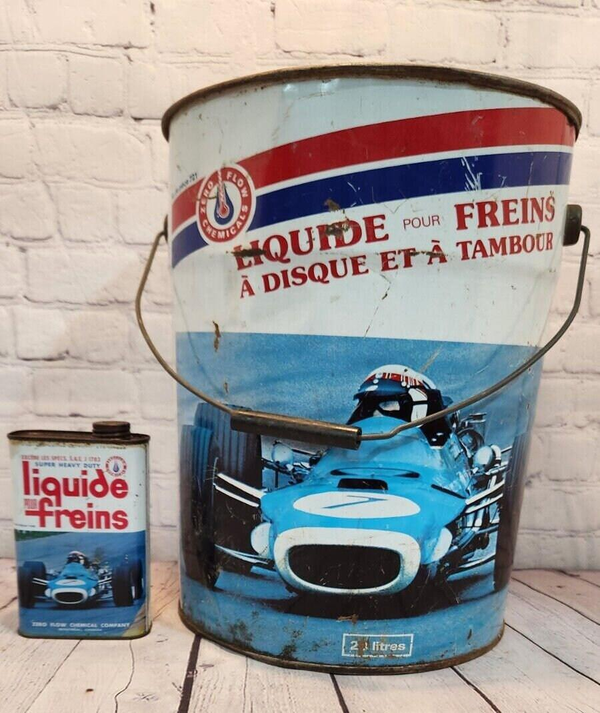 ZERO FLOW
CHEMICALS
LIQUIDE POUR FREINS
À DISQUE ET À TAMBOUR
7
litres
SUPER HEAVY DUTY
liquide
POUR
freins
ZERO FLOW CHEMICAL COMPANY